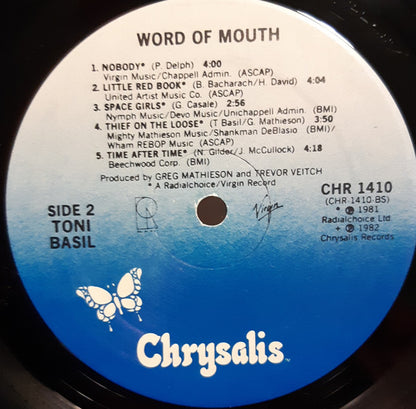 WORD OF MOUTH
1. NOBODY* (P. Delph) 4:00
Virgin Music/Chappell Admin. (ASCAP)
2. LITTLE RED BOOK* (B. Bacharach/H. David) 4:04
United Artist Music Co. (ASCAP)
3. SPACE GIRLS* (G. Casale) 2:56
Nymph Music/Devo Music/Unichappell Admin. (BMI)
4. THIEF ON THE LOOSE* (T Basil/G. Mathieson) 3:50
Mighty Mathieson Music/Shankman DeBlasio (BMI)/
Wham REBOP Music (ASCAP)
5. TIME AFTER TIME* (N. Gilder/J. McCullock) 4:18
Beechwood Corp. (BMI)
Produced by GREG MATHIESON and TREVOR VEITCH
* A Radialchoice/Virgin Record
SIDE 2
TONI
BASIL
Virgin
CHR 1410
(CHR-1410-BS)
* ℗ 1981
Radialchoice Ltd
+ ℗ 1982
Chrysalis Records
Chrysalis